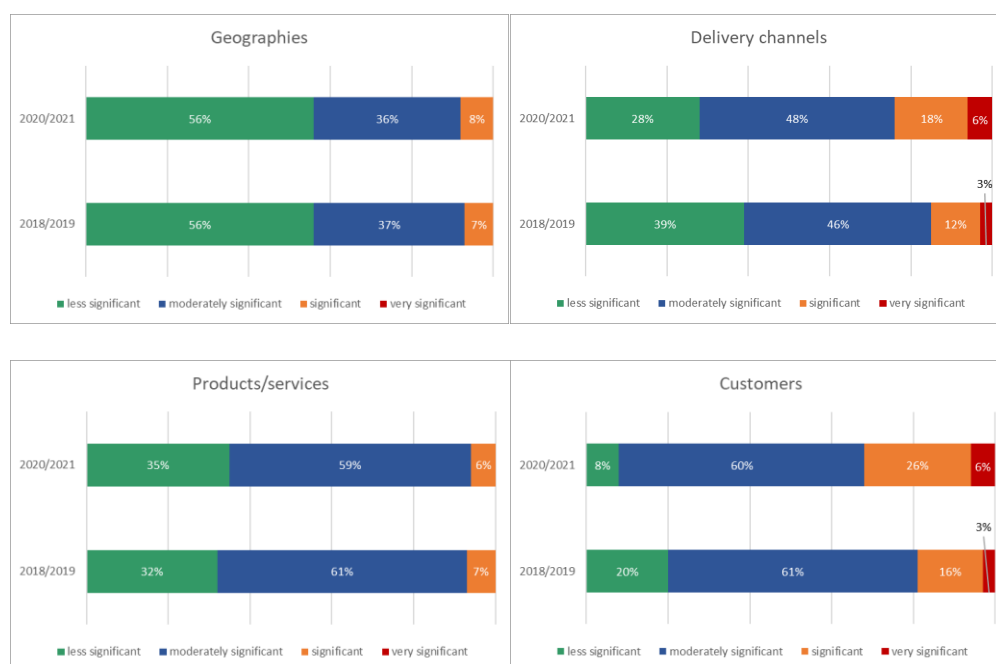 Geographies
2020/2021
56%
36%
8%
2018/2019
56%
37%
7%
less significant
moderately significant
significant
very significant
Delivery channels
2020/2021
28%
48%
18%
6%
3%
2018/2019
39%
46%
12%
less significant
moderately significant
significant
very significant
Products/services
2020/2021
35%
59%
6%
2018/2019
32%
61%
7%
less significant
moderately significant
significant
very significant
Customers
2020/2021
8%
60%
26%
6%
3%
2018/2019
20%
61%
16%
less significant
moderately significant
significant
very significant